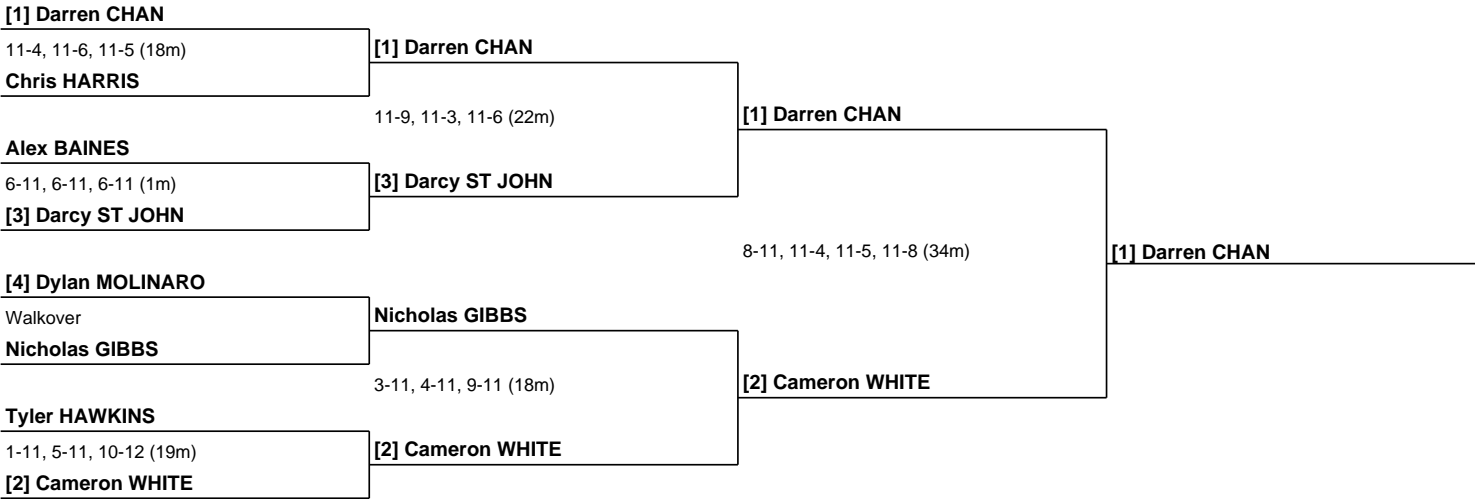 [1] Darren CHAN
11-4, 11-6, 11-5 (18m)
Chris HARRIS
Alex BAINES
6-11, 6-11, 6-11 (1m)
[3] Darcy ST JOHN
[4] Dylan MOLINARO
Walkover
Nicholas GIBBS
Tyler HAWKINS
1-11, 5-11, 10-12 (19m)
[2] Cameron WHITE
[1] Darren CHAN
11-9, 11-3, 11-6 (22m)
[3] Darcy ST JOHN
Nicholas GIBBS
3-11, 4-11, 9-11 (18m)
[2] Cameron WHITE
[1] Darren CHAN
8-11, 11-4, 11-5, 11-8 (34m)
[2] Cameron WHITE
[1] Darren CHAN